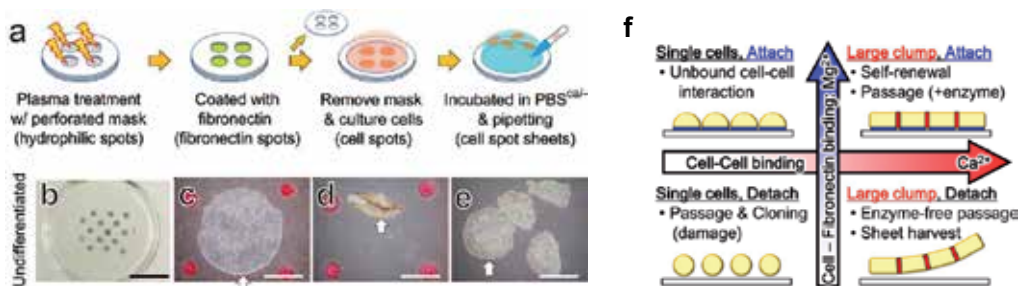 a
Plasma treatment
w/ perforated mask
(hydrophilic spots)
Coated with
fibronectin
(fibronectin spots)
Remove mask
& culture cells
(cell spots)
Incubated in PBS^ca/–
& pipetting
(cell spot sheets)
Undifferentiated
b
c
d
e
f
Single cells, Attach
• Unbound cell-cell
interaction
Large clump, Attach
• Self-renewal
• Passage (+enzyme)
Cell-Cell binding
Ca²⁺
Cell – Fibronectin binding: Mg²⁺
Single cells, Detach
• Passage & Cloning
(damage)
Large clump, Detach
• Enzyme-free passage
• Sheet harvest